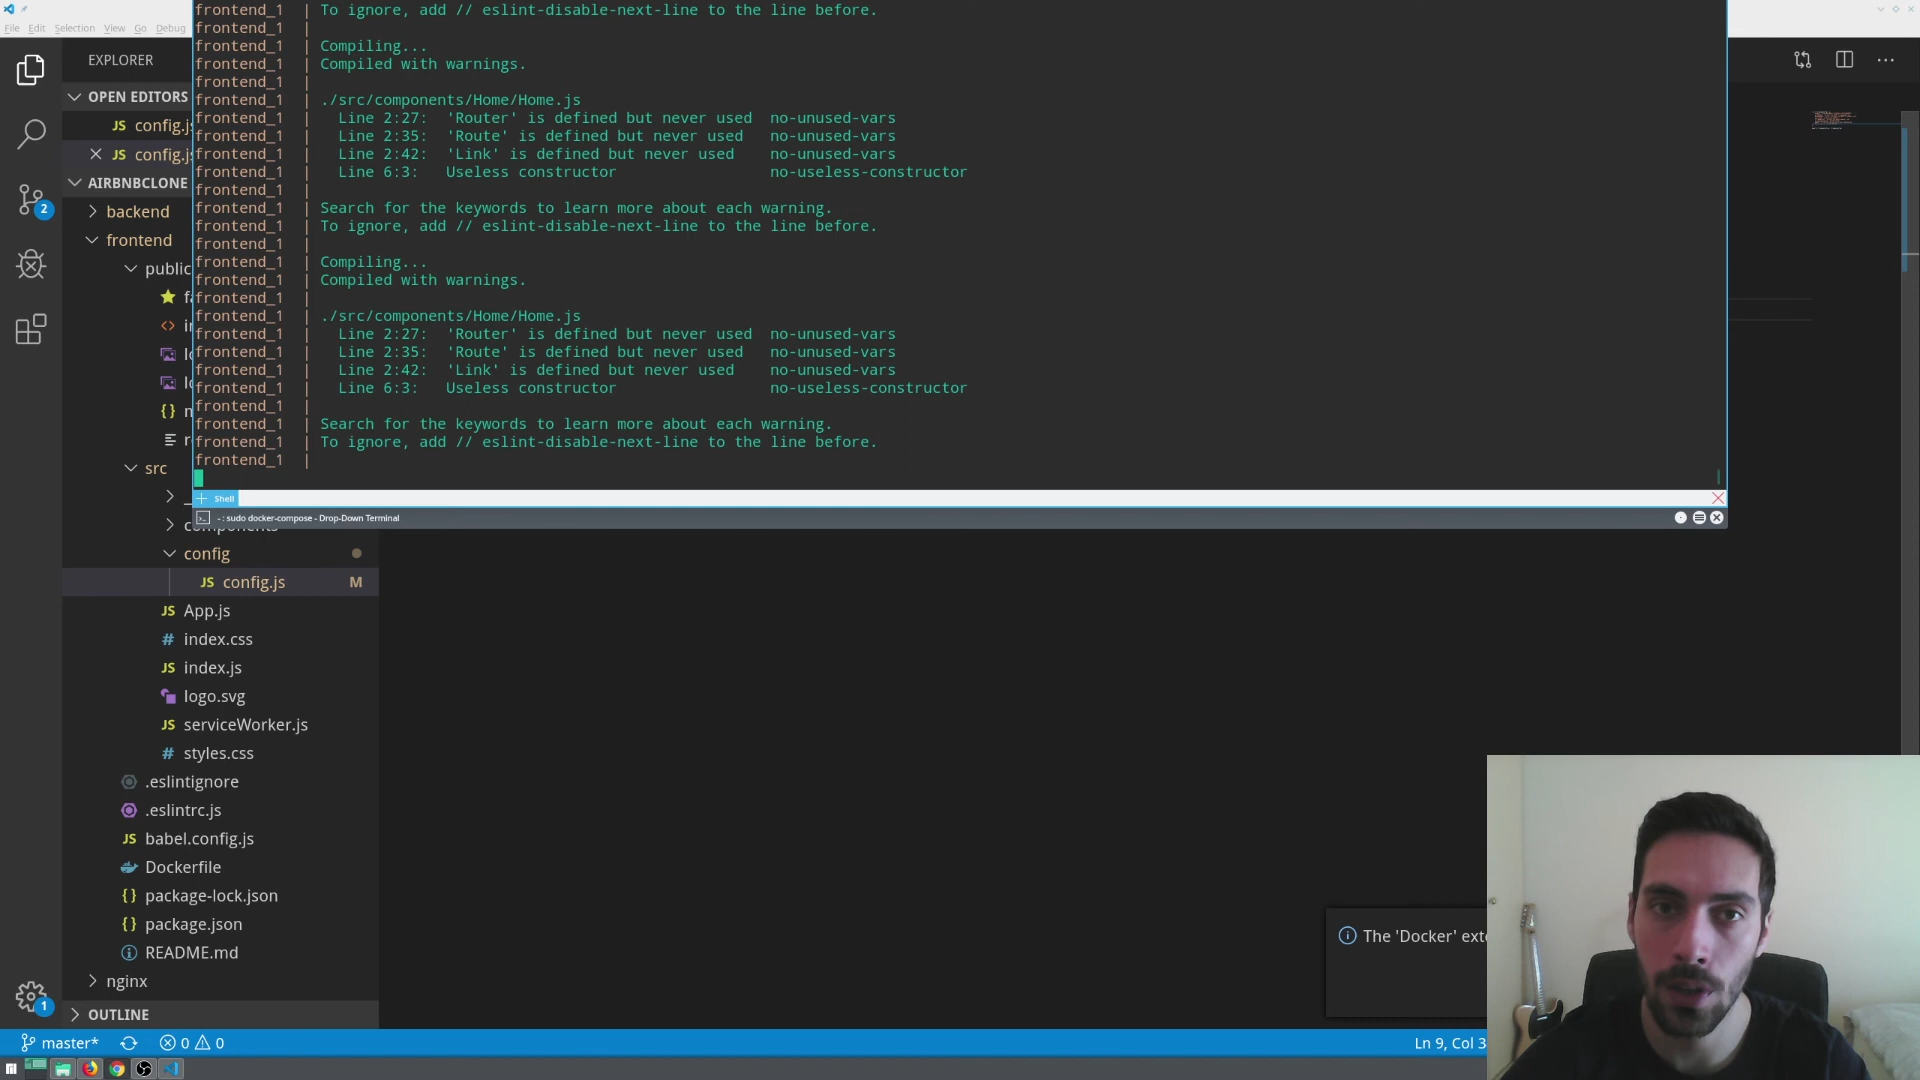 File Edit Selection View Go Debug
EXPLORER
OPEN EDITORS
JS config.js
JS config.js
AIRBNBCLONE
backend
frontend
public
src
components
config
JS config.js M
JS App.js
# index.css
JS index.js
logo.svg
JS serviceWorker.js
# styles.css
.eslintignore
.eslintrc.js
JS babel.config.js
Dockerfile
{} package-lock.json
{} package.json
README.md
nginx
OUTLINE
2
1
frontend_1 | To ignore, add // eslint-disable-next-line to the line before.
frontend_1 |
frontend_1 | Compiling...
frontend_1 | Compiled with warnings.
frontend_1 |
frontend_1 | ./src/components/Home/Home.js
frontend_1 | Line 2:27: 'Router' is defined but never used no-unused-vars
frontend_1 | Line 2:35: 'Route' is defined but never used no-unused-vars
frontend_1 | Line 2:42: 'Link' is defined but never used no-unused-vars
frontend_1 | Line 6:3: Useless constructor no-useless-constructor
frontend_1 |
frontend_1 | Search for the keywords to learn more about each warning.
frontend_1 | To ignore, add // eslint-disable-next-line to the line before.
frontend_1 |
frontend_1 | Compiling...
frontend_1 | Compiled with warnings.
frontend_1 |
frontend_1 | ./src/components/Home/Home.js
frontend_1 | Line 2:27: 'Router' is defined but never used no-unused-vars
frontend_1 | Line 2:35: 'Route' is defined but never used no-unused-vars
frontend_1 | Line 2:42: 'Link' is defined but never used no-unused-vars
frontend_1 | Line 6:3: Useless constructor no-useless-constructor
frontend_1 |
frontend_1 | Search for the keywords to learn more about each warning.
frontend_1 | To ignore, add // eslint-disable-next-line to the line before.
frontend_1 |
Shell
- : sudo docker-compose - Drop-Down Terminal
The 'Docker' exte
master* 0 0
Ln 9, Col 3